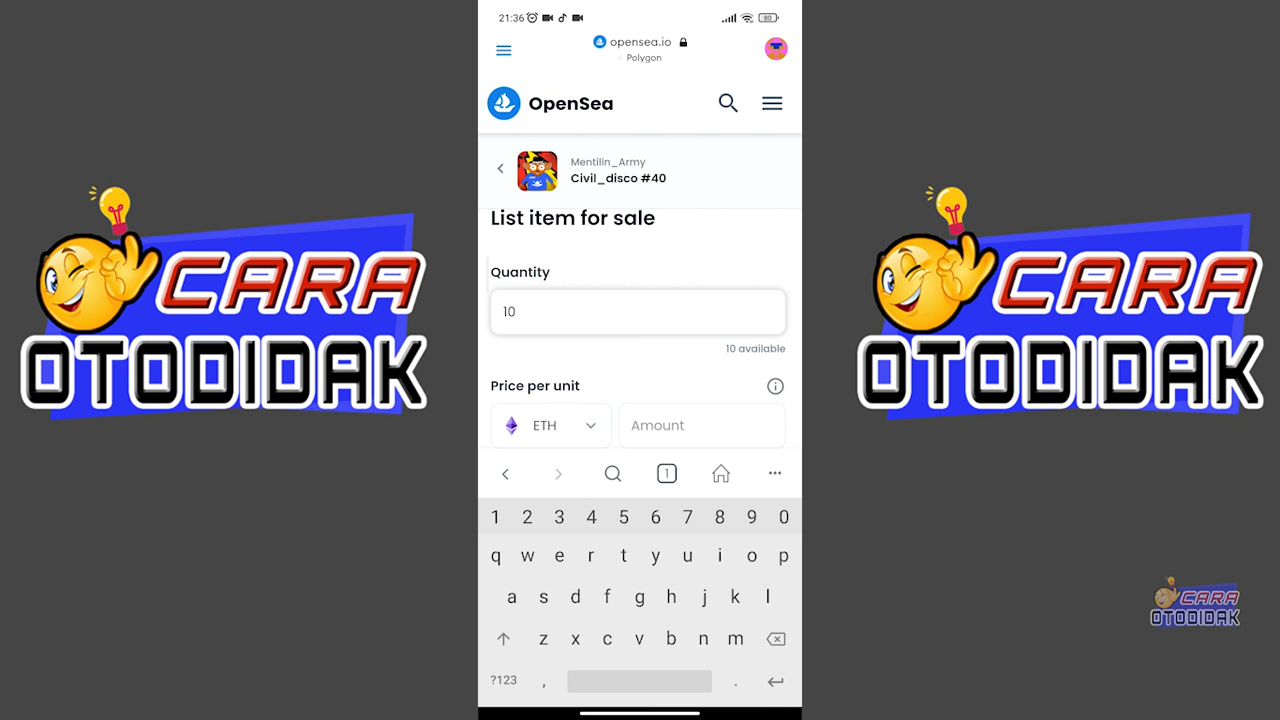 CARA
OTODIDAK
21:36
80
opensea.io
Polygon
OpenSea
Mentilin_Army
Civil_disco #40
List item for sale
Quantity
10
10 available
Price per unit
ETH
Amount
1
1 2 3 4 5 6 7 8 9 0
q w e r t y u i o p
a s d f g h j k l
z x c v b n m
?123 , .
CARA
OTODIDAK
CARA
OTODIDAK